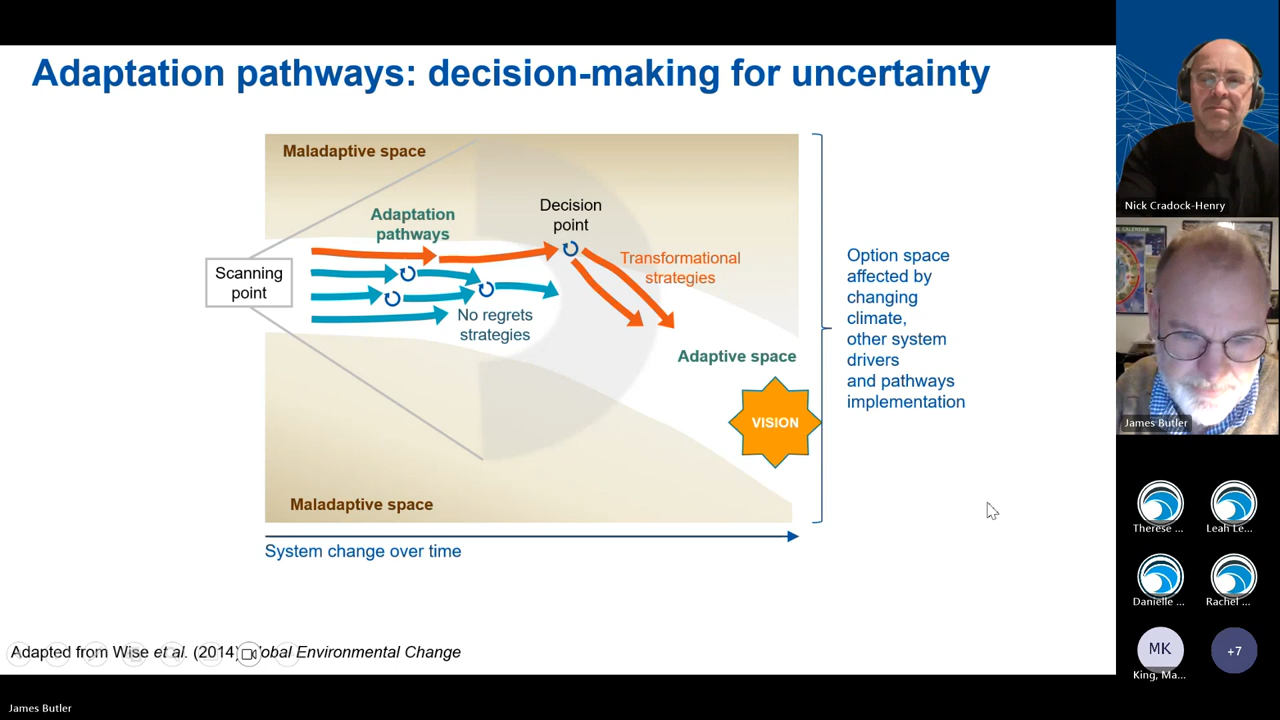 Adaptation pathways: decision-making for uncertainty
Maladaptive space
Adaptation
pathways
Decision
point
Scanning
point
Transformational
strategies
No regrets
strategies
Adaptive space
VISION
Maladaptive space
System change over time
Option space
affected by
changing
climate,
other system
drivers
and pathways
implementation
Adapted from Wise et al. (2014) Global Environmental Change
Nick Cradock-Henry
CALENDAR
James Butler
Therese ...
Leah Le...
Danielle ...
Rachel ...
MK
King, Ma...
+7
James Butler